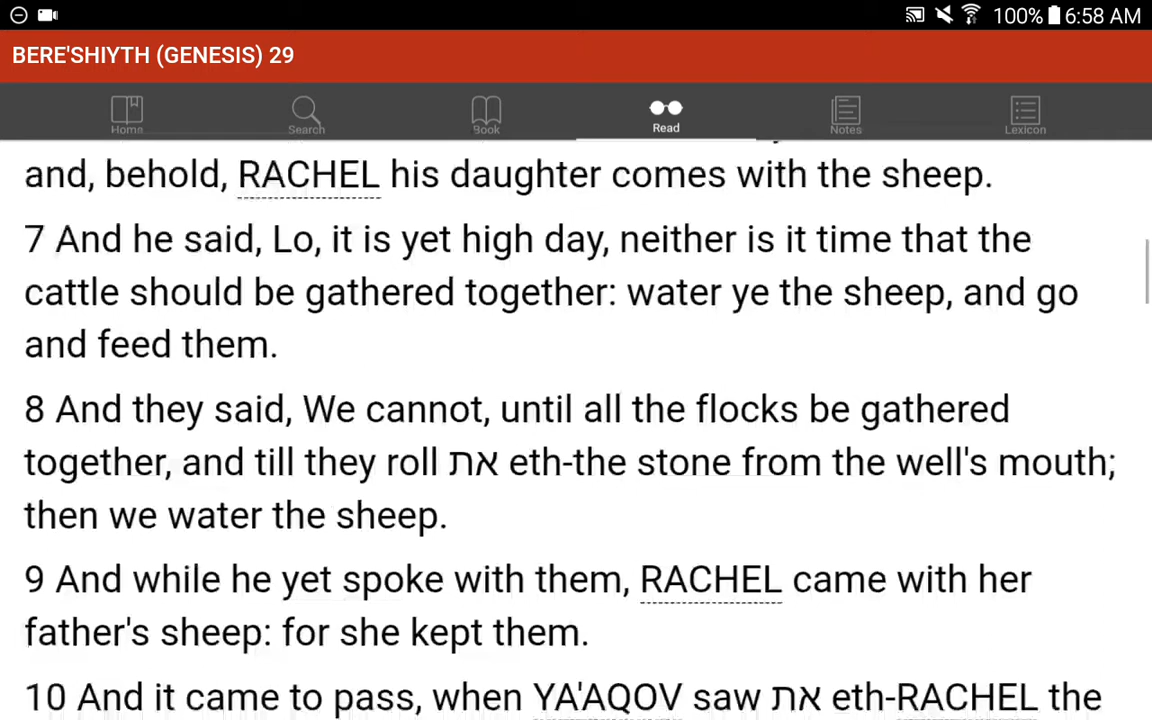 100% 6:58 AM
BERE'SHIYTH (GENESIS) 29
Home Search Book Read Notes Lexicon
and, behold, RACHEL his daughter comes with the sheep.
7 And he said, Lo, it is yet high day, neither is it time that the
cattle should be gathered together: water ye the sheep, and go
and feed them.
8 And they said, We cannot, until all the flocks be gathered
together, and till they roll את eth-the stone from the well's mouth;
then we water the sheep.
9 And while he yet spoke with them, RACHEL came with her
father's sheep: for she kept them.
10 And it came to pass, when YA'AQOV saw את eth-RACHEL the